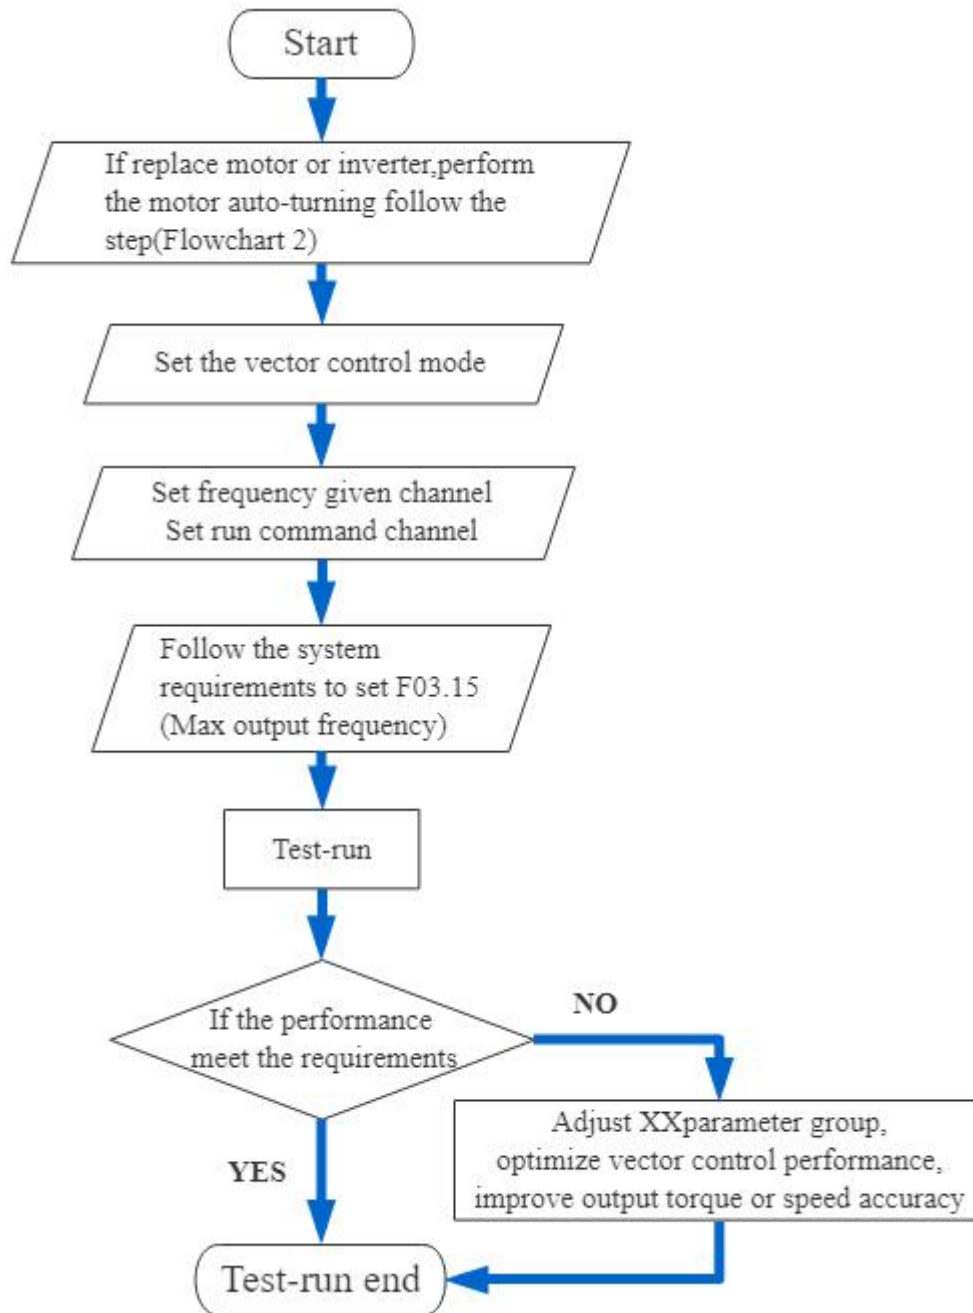 Start
If replace motor or inverter,perform
the motor auto-turning follow the
step(Flowchart 2)
Set the vector control mode
Set frequency given channel
Set run command channel
Follow the system
requirements to set F03.15
(Max output frequency)
Test-run
If the performance
meet the requirements
NO
Adjust XXparameter group,
optimize vector control performance,
improve output torque or speed accuracy
YES
Test-run end